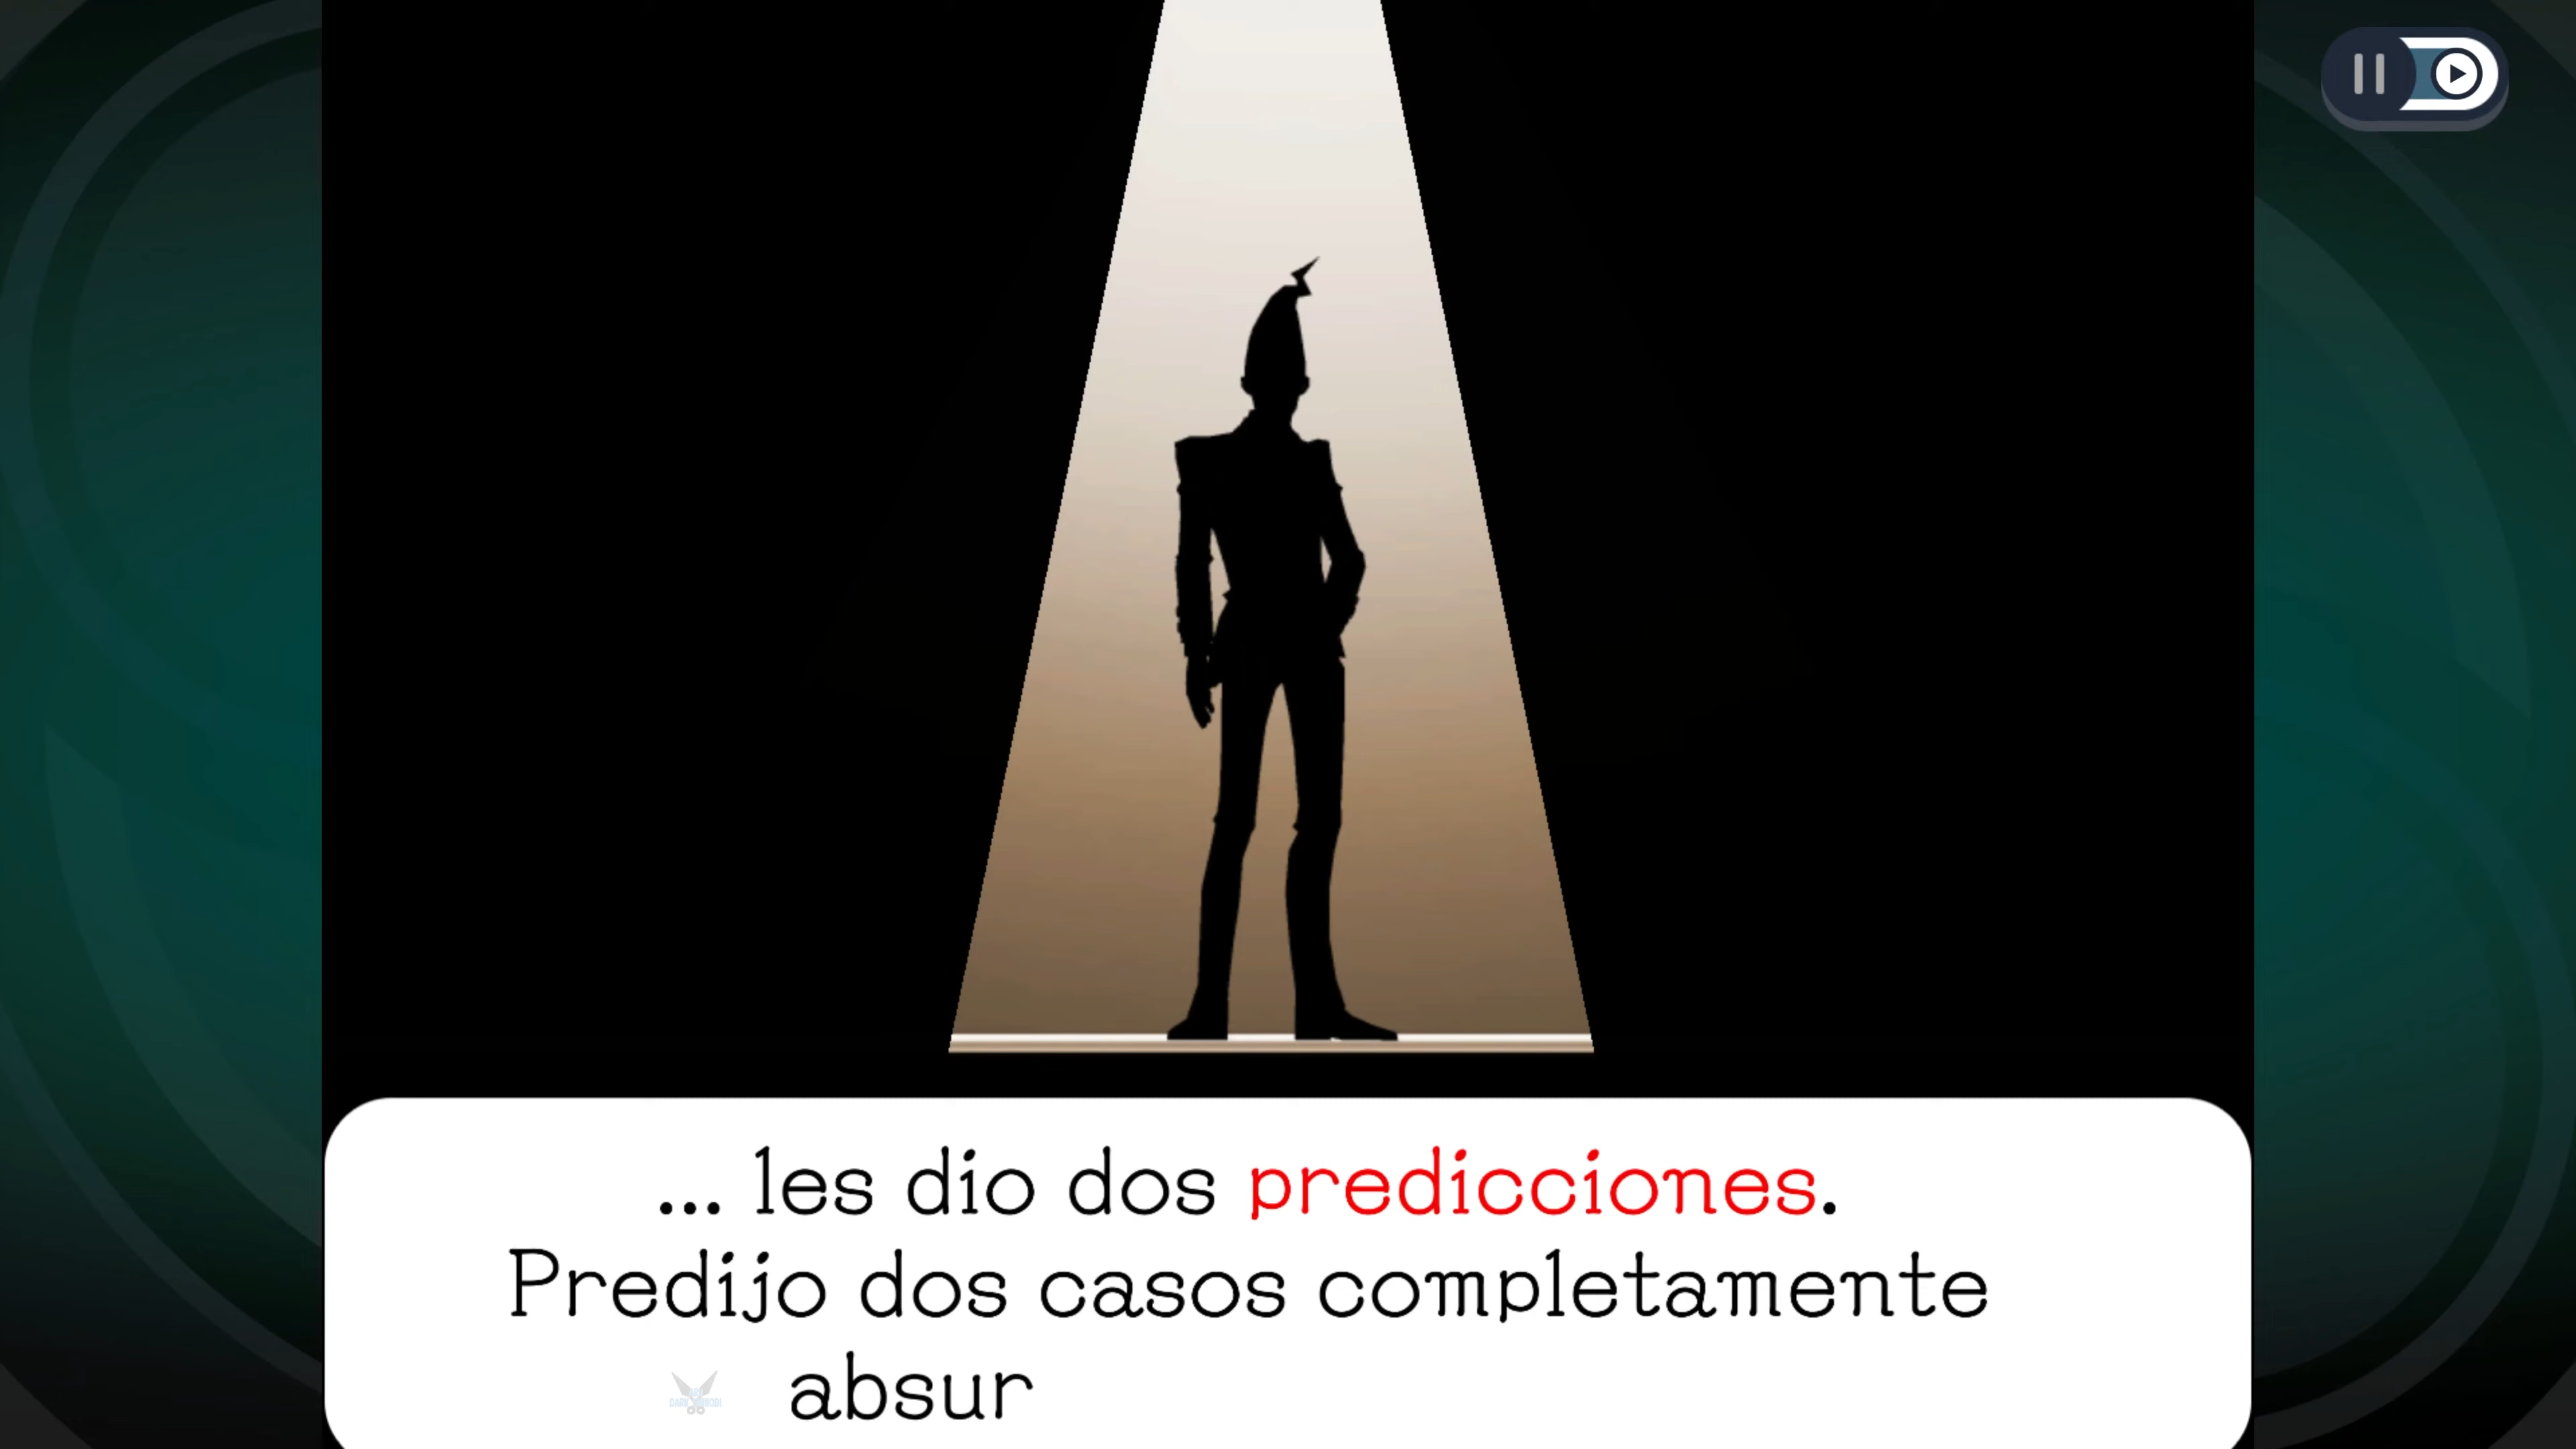 ... les dio dos predicciones.
Predijo dos casos completamente
absur